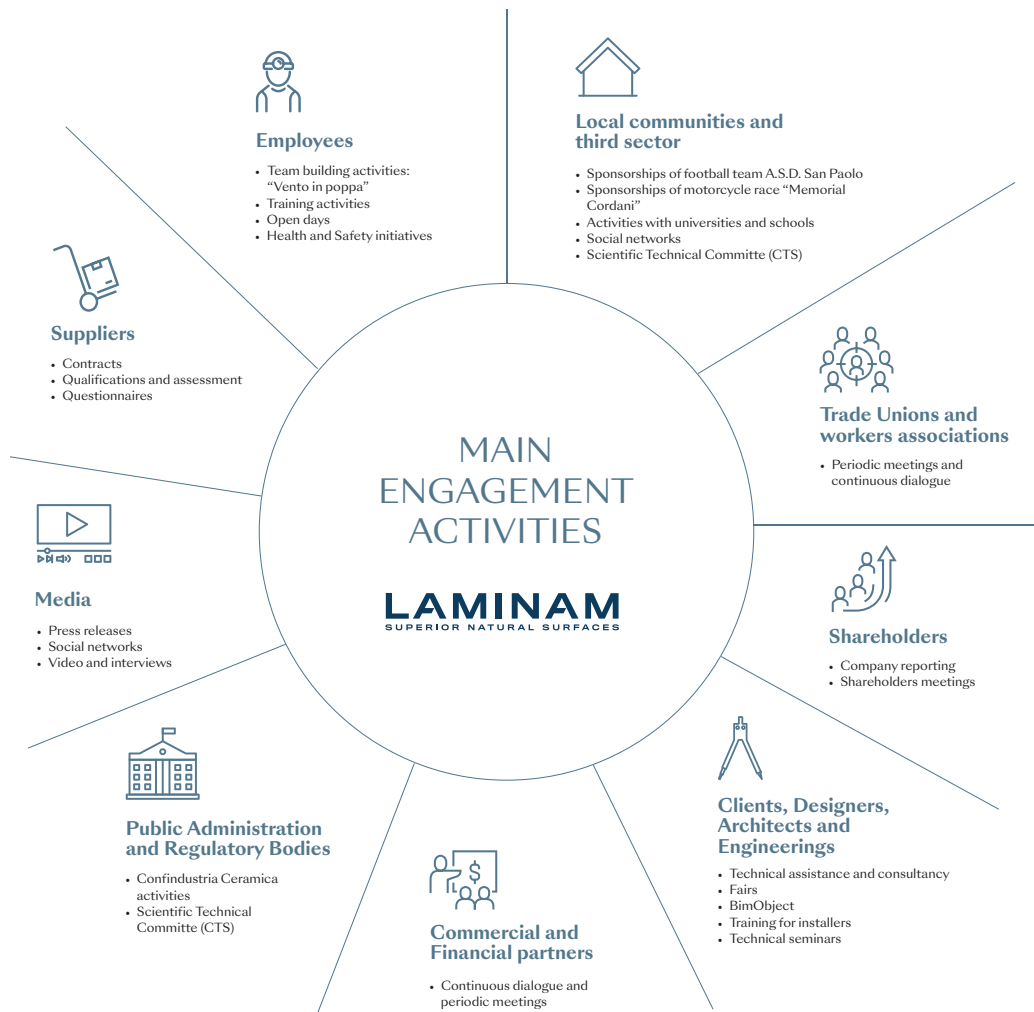 Employees
• Team building activities:
“Vento in poppa”
• Training activities
• Open days
• Health and Safety initiatives
Local communities and
third sector
• Sponsorships of football team A.S.D. San Paolo
• Sponsorships of motorcycle race “Memorial
Cordani”
• Activities with universities and schools
• Social networks
• Scientific Technical Committe (CTS)
Suppliers
• Contracts
• Qualifications and assessment
• Questionnaires
Trade Unions and
workers associations
• Periodic meetings and
continuous dialogue
MAIN
ENGAGEMENT
ACTIVITIES
LAMINAM
SUPERIOR NATURAL SURFACES
Media
• Press releases
• Social networks
• Video and interviews
Shareholders
• Company reporting
• Shareholders meetings
Public Administration
and Regulatory Bodies
• Confindustria Ceramica
activities
• Scientific Technical
Committe (CTS)
$
Commercial and
Financial partners
• Continuous dialogue and
periodic meetings
Clients, Designers,
Architects and
Engineerings
• Technical assistance and consultancy
• Fairs
• BimObject
• Training for installers
• Technical seminars